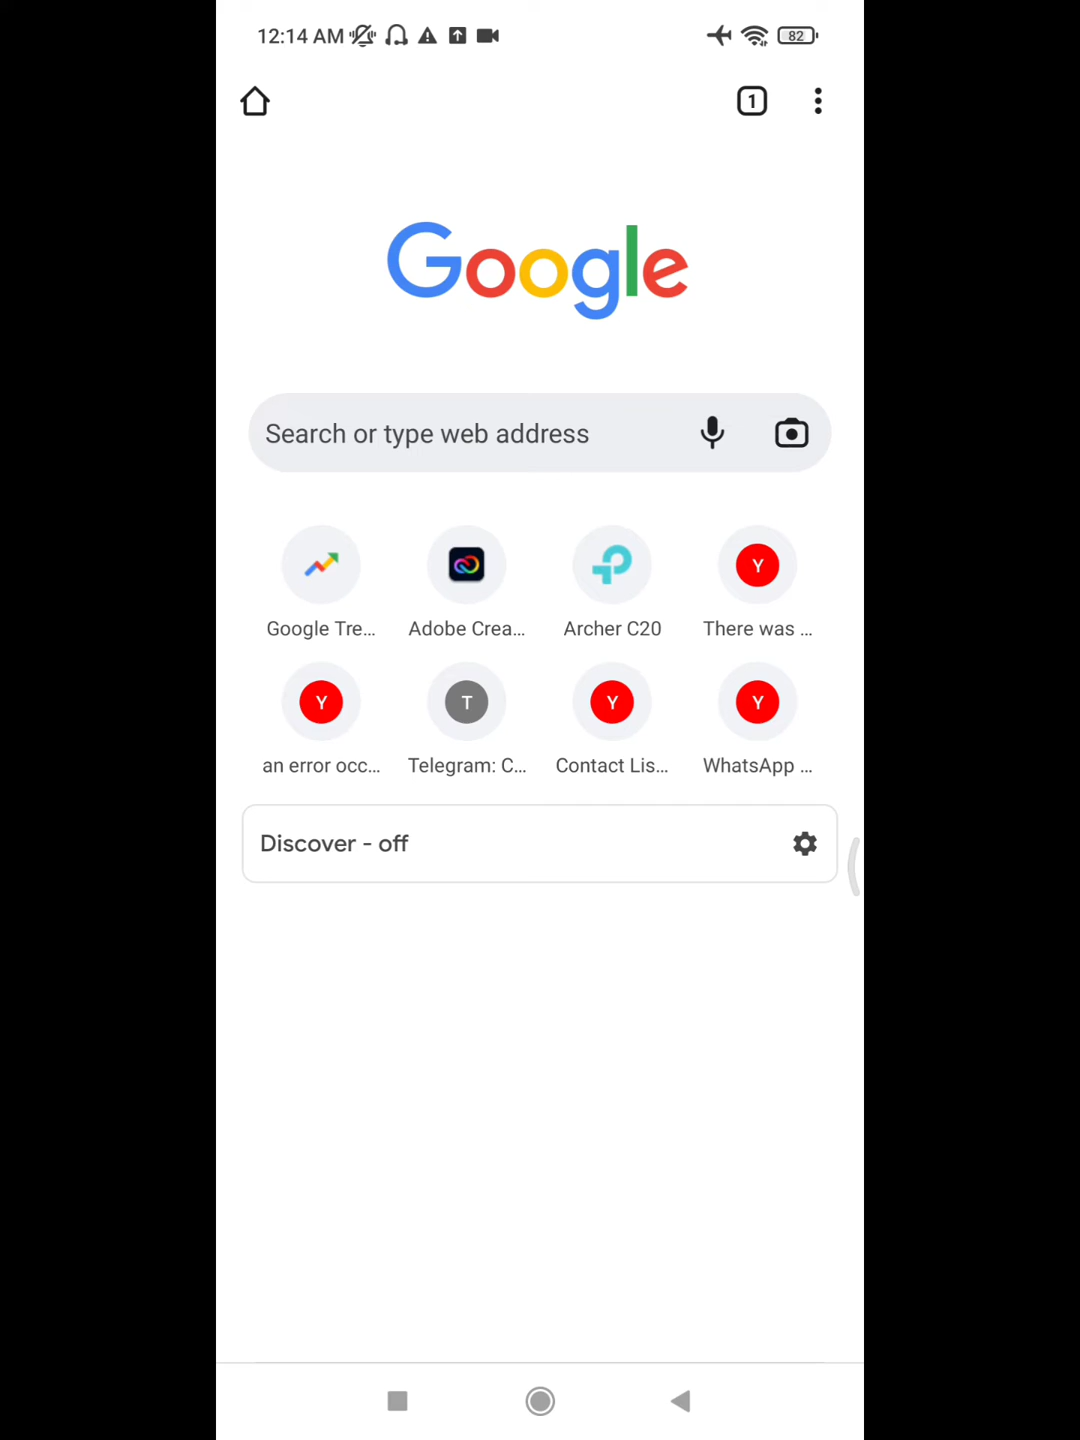 12:14 AM 82
1
Google
Search or type web address
Y
Google Tre... Adobe Crea... Archer C20 There was ...
Y T Y Y
an error occ... Telegram: C... Contact Lis... WhatsApp ...
Discover - off